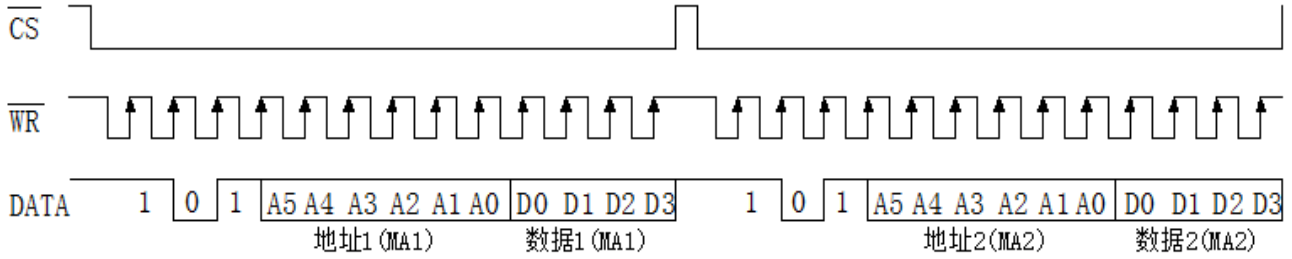 CS
WR
DATA 1 0 1 A5 A4 A3 A2 A1 A0 D0 D1 D2 D3 1 0 1 A5 A4 A3 A2 A1 A0 D0 D1 D2 D3
地址1(MA1) 数据1(MA1) 地址2(MA2) 数据2(MA2)